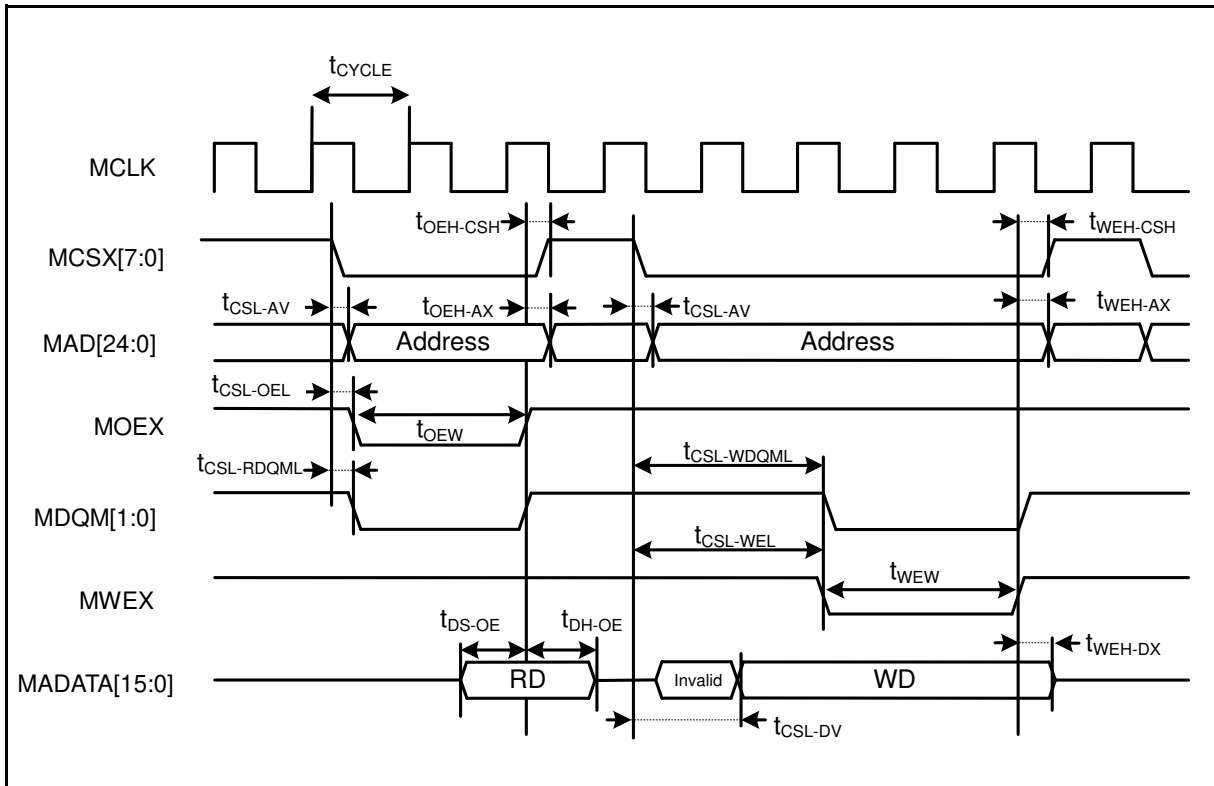 tCYCLE
MCLK
tOEH-CSH
tWEH-CSH
MCSX[7:0]
tCSL-AV
tOEH-AX
tCSL-AV
tWEH-AX
MAD[24:0]
Address
Address
tCSL-OEL
MOEX
tOEW
tCSL-RDQML
tCSL-WDQML
MDQM[1:0]
tCSL-WEL
tWEW
MWEX
tDS-OE
tDH-OE
tWEH-DX
MADATA[15:0]
RD
Invalid
WD
tCSL-DV